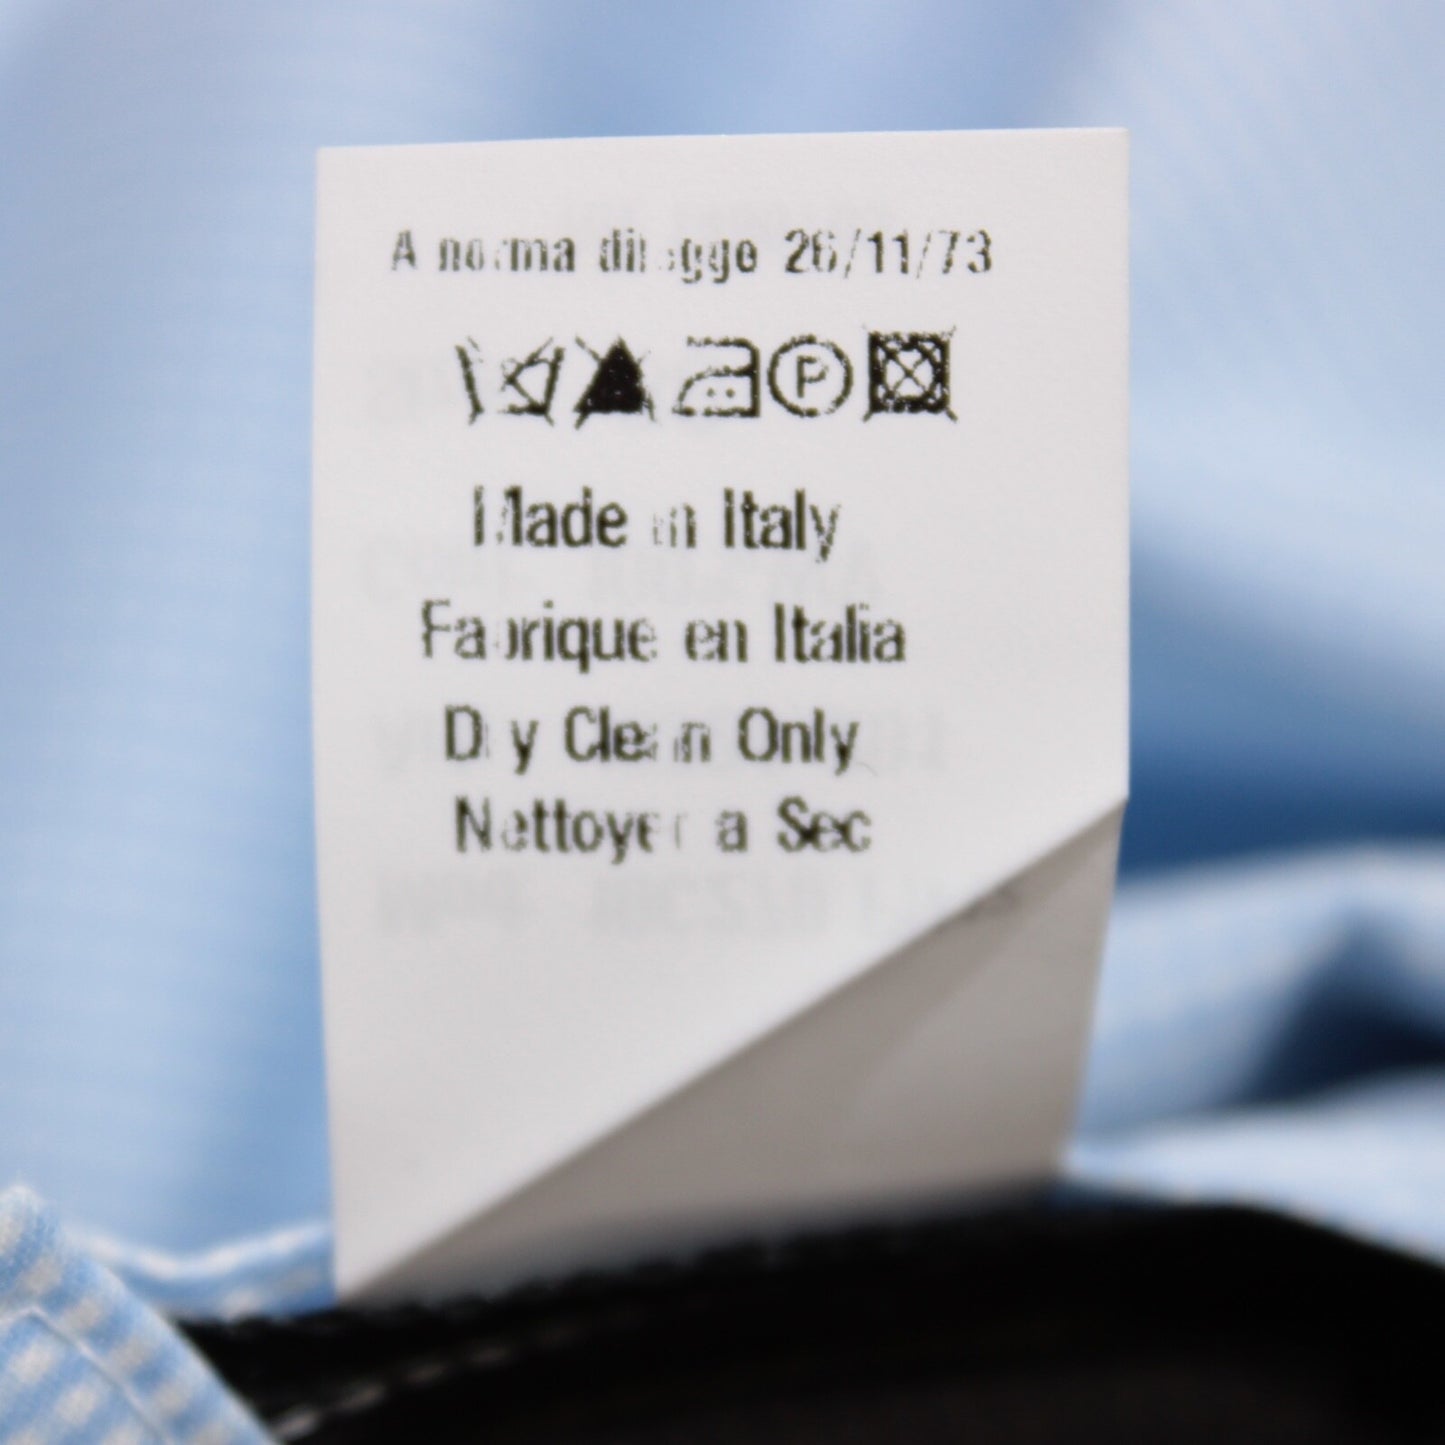 A norma di legge 26/11/73
P
Made in Italy
Fabrique en Italia
Dry Clean Only
Nettoyer a Sec